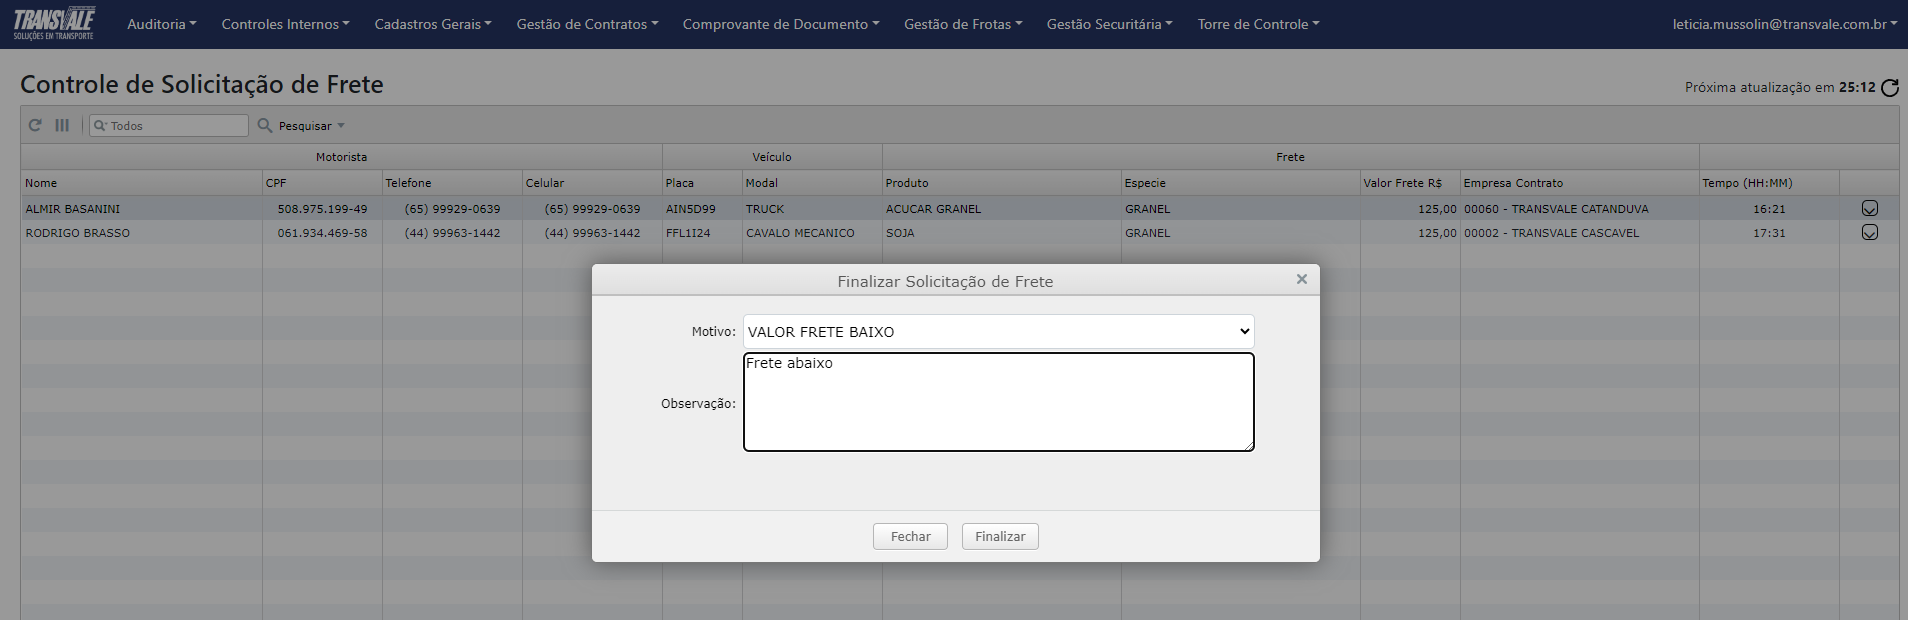 TRANSVALE
SOLUÇÕES EM TRANSPORTE
Auditoria Controles Internos Cadastros Gerais Gestão de Contratos Comprovante de Documento Gestão de Frotas Gestão Securitária Torre de Controle leticia.mussolin@transvale.com.br
Controle de Solicitação de Frete
Próxima atualização em 25:12
Todos Pesquisar
Motorista Veículo Frete
Nome CPF Telefone Celular Placa Modal Produto Especie Valor Frete R$ Empresa Contrato Tempo (HH:MM)
ALMIR BASANINI 508.975.199-49 (65) 99929-0639 (65) 99929-0639 AIN5D99 TRUCK ACUCAR GRANEL GRANEL 125,00 00060 - TRANSVALE CATANDUVA 16:21
RODRIGO BRASSO 061.934.469-58 (44) 99963-1442 (44) 99963-1442 FFL1I24 CAVALO MECANICO SOJA GRANEL 125,00 00002 - TRANSVALE CASCAVEL 17:31
Finalizar Solicitação de Frete
Motivo: VALOR FRETE BAIXO
Frete abaixo
Observação:
Fechar Finalizar